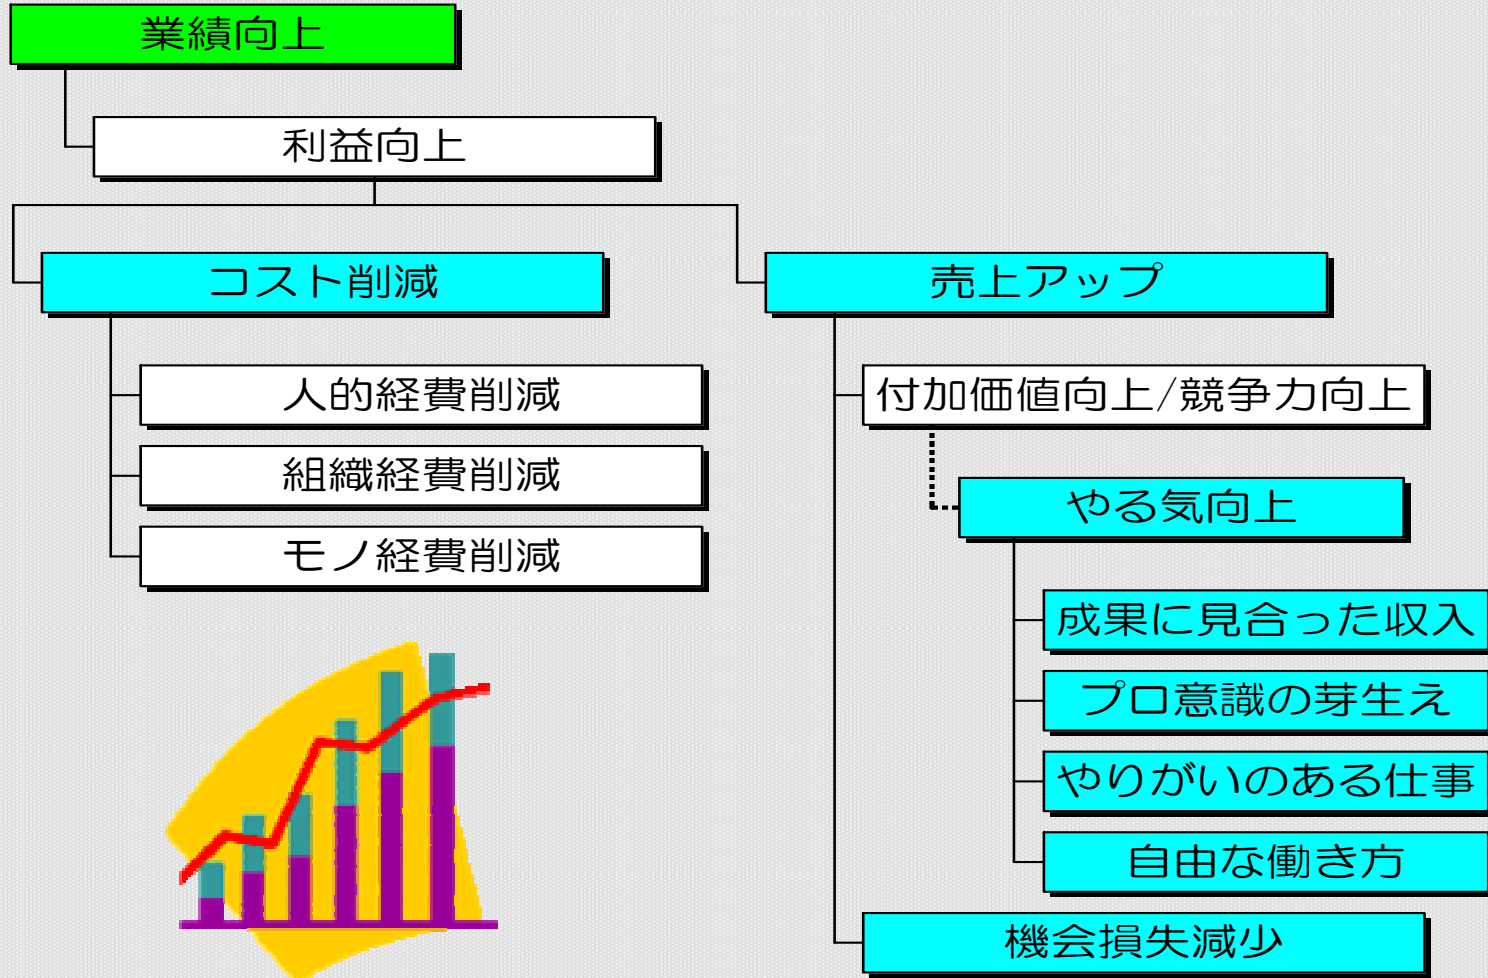 業績向上
利益向上
コスト削減
人的経費削減
組織経費削減
モノ経費削減
売上アップ
付加価値向上/競争力向上
やる気向上
成果に見合った収入
プロ意識の芽生え
やりがいのある仕事
自由な働き方
機会損失減少